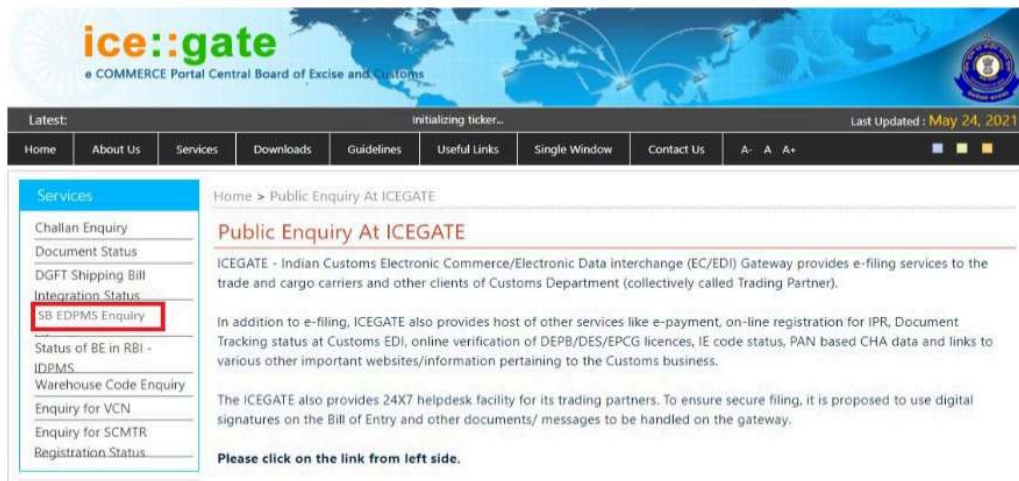 ice::gate
e COMMERCE Portal Central Board of Excise and Customs
Latest: Initializing ticker... Last Updated : May 24, 2021
Home About Us Services Downloads Guidelines Useful Links Single Window Contact Us A- A A+
Services
Challan Enquiry
Document Status
DGFT Shipping Bill
Integration Status
SB EDPMS Enquiry
Status of BE in RBI -
IDPMS
Warehouse Code Enquiry
Enquiry for VCN
Enquiry for SCMTR
Registration Status
Home > Public Enquiry At ICEGATE
Public Enquiry At ICEGATE
ICEGATE - Indian Customs Electronic Commerce/Electronic Data interchange (EC/EDI) Gateway provides e-filing services to the
trade and cargo carriers and other clients of Customs Department (collectively called Trading Partner).
In addition to e-filing, ICEGATE also provides host of other services like e-payment, on-line registration for IPR, Document
Tracking status at Customs EDI, online verification of DEPB/DES/EPCG licences, IE code status, PAN based CHA data and links to
various other important websites/information pertaining to the Customs business.
The ICEGATE also provides 24X7 helpdesk facility for its trading partners. To ensure secure filing, it is proposed to use digital
signatures on the Bill of Entry and other documents/ messages to be handled on the gateway.
Please click on the link from left side.